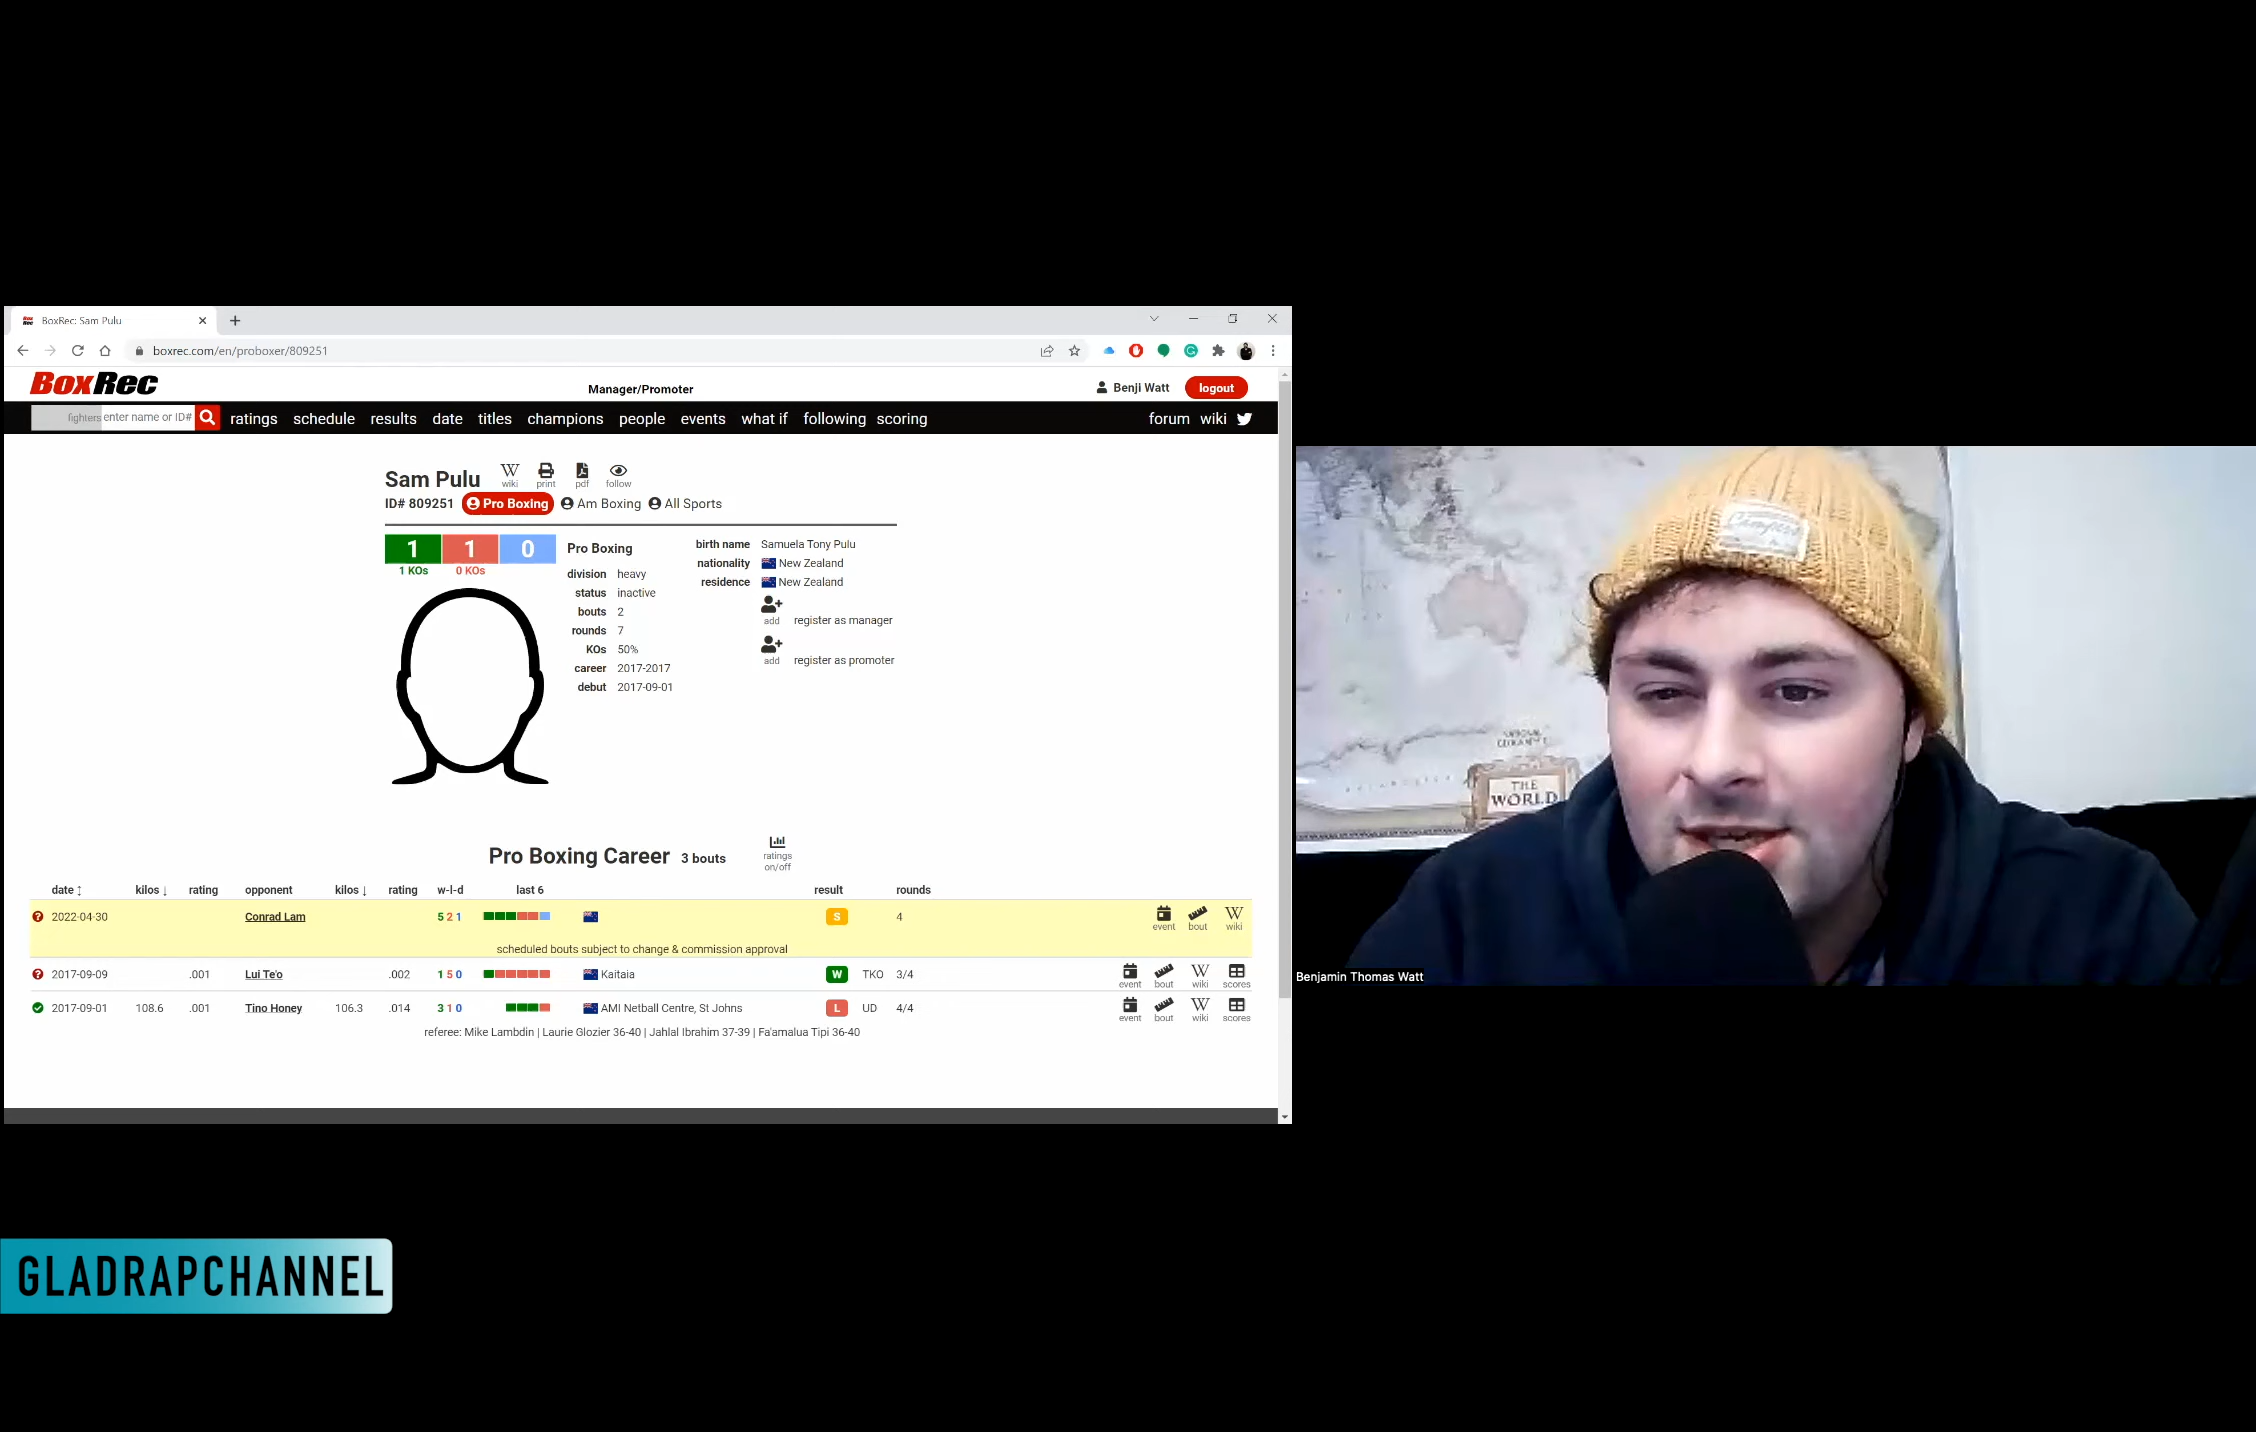 BoxRec: Sam Pulu
boxrec.com/en/proboxer/809251
BoxRec
Manager/Promoter
Benji Watt logout
fighters enter name or ID# ratings schedule results date titles champions people events what if following scoring forum wiki
Sam Pulu
wiki print pdf follow
ID# 809251 Pro Boxing Am Boxing All Sports
1 1 0
1 KOs 0 KOs
Pro Boxing
division heavy
status inactive
bouts 2
rounds 7
KOs 50%
career 2017-2017
debut 2017-09-01
birth name Samuela Tony Pulu
nationality New Zealand
residence New Zealand
add register as manager
add register as promoter
Pro Boxing Career 3 bouts
ratings
on/off
date kilos rating opponent kilos rating w-l-d last 6 result rounds
2022-04-30 Conrad Lam 5 2 1 S 4
event bout wiki
scheduled bouts subject to change & commission approval
2017-09-09 .001 Lui Te'o .002 1 5 0 Kaitaia W TKO 3/4
event bout wiki scores
2017-09-01 108.6 .001 Tino Honey 106.3 .014 3 1 0 AMI Netball Centre, St Johns L UD 4/4
event bout wiki scores
referee: Mike Lambdin | Laurie Glozier 36-40 | Jahlal Ibrahim 37-39 | Fa'amalua Tipi 36-40
NATIONAL
GEOGRAPHIC
THE
WORLD
Benjamin Thomas Watt
GLADRAPCHANNEL